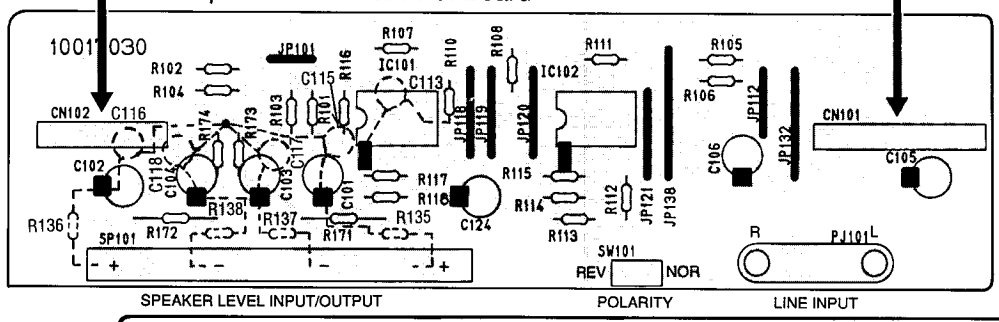 10017030
R107
R108
R110
R111
R105
JP101
R116
IC101
IC102
R102
C115
C113
R104
R106
CN102
C116
R174
R173
R103
R101
JP118
JP119
JP120
JP112
JP132
CN101
C102
C118
C104
C103
C117
C101
R117
R118
R115
R114
R112
JP121
JP138
C106
C105
R136
R172
R138
R137
R171
R135
C124
R113
SP101
- +
- -
- +
SW101
REV NOR
R PJ101 L
SPEAKER LEVEL INPUT/OUTPUT
POLARITY
LINE INPUT